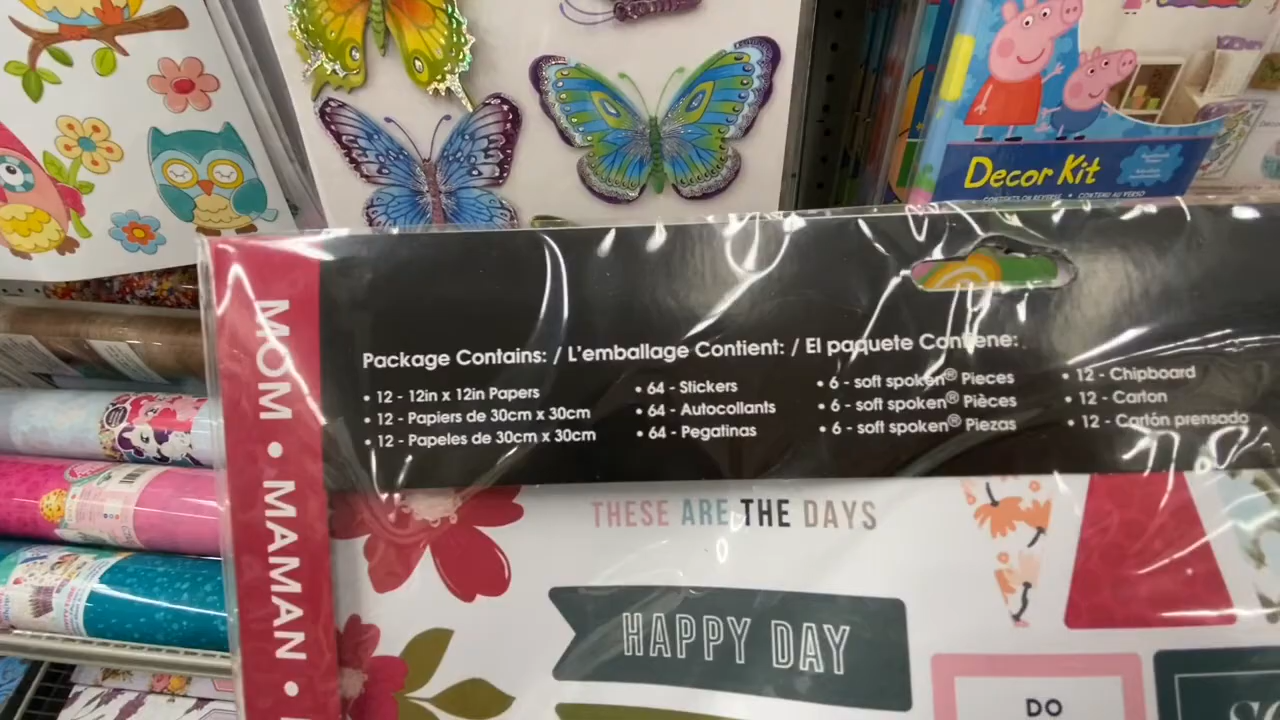 Decor Kit
MOM • MAMAN •
Package Contains: / L'emballage Contient: / El paquete Contiene:
• 12 - 12in x 12in Papers
• 12 - Papiers de 30cm x 30cm
• 12 - Papeles de 30cm x 30cm
• 64 - Stickers
• 64 - Autocollants
• 64 - Pegatinas
• 6 - soft spoken® Pieces
• 6 - soft spoken® Pièces
• 6 - soft spoken® Piezas
• 12 - Chipboard
• 12 - Carton
• 12 - Cartón prensado
THESE ARE THE DAYS
HAPPY DAY
DO